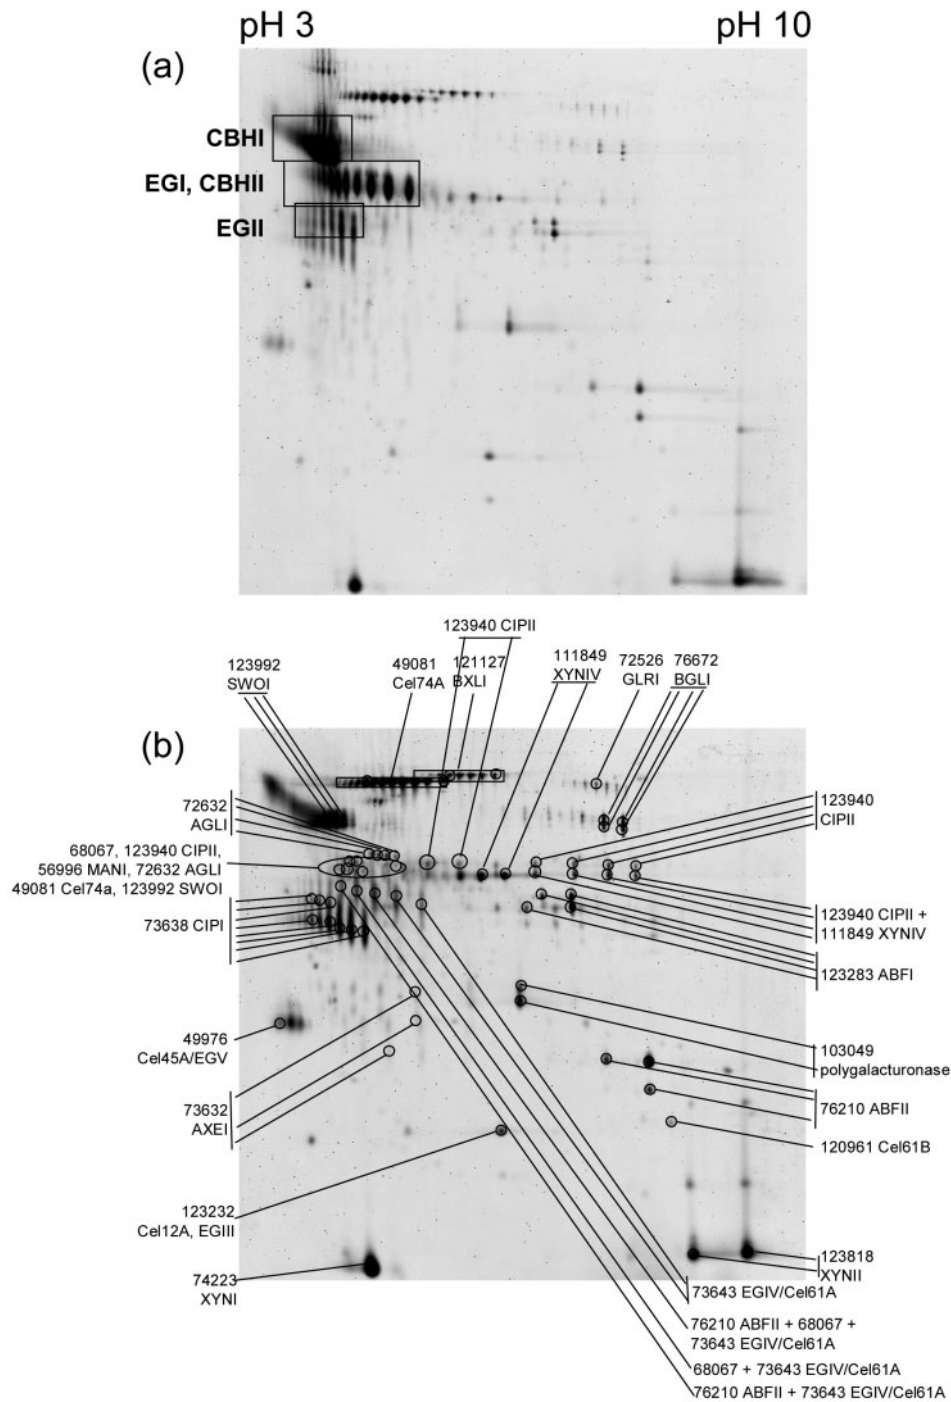 pH 3 pH 10
(a)
CBHI
EGI, CBHII
EGII
123940 CIPII
123992
SWOI
49081
Cel74A
121127
BXLI
111849
XYNIV
72526
GLRI
76672
BGLI
(b)
72632
AGLI
68067, 123940 CIPII,
56996 MANI, 72632 AGLI
49081 Cel74a, 123992 SWOI
73638 CIPI
49976
Cel45A/EGV
73632
AXEI
123232
Cel12A, EGIII
74223
XYNI
123940
CIPII
123940 CIPII +
111849 XYNIV
123283 ABFI
103049
polygalacturonase
76210 ABFII
120961 Cel61B
123818
XYNII
73643 EGIV/Cel61A
76210 ABFII + 68067 +
73643 EGIV/Cel61A
68067 + 73643 EGIV/Cel61A
76210 ABFII + 73643 EGIV/Cel61A